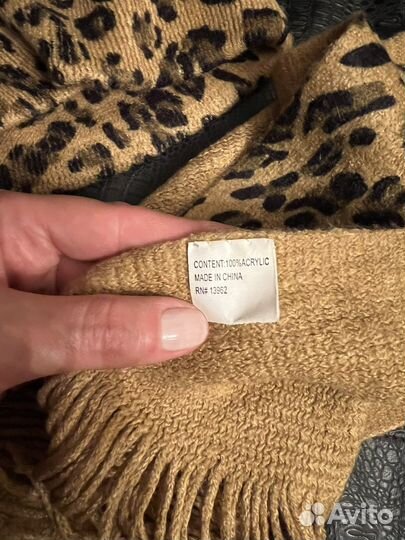 CONTENT:100%ACRYLIC
MADE IN CHINA
RN# 13962
Avito